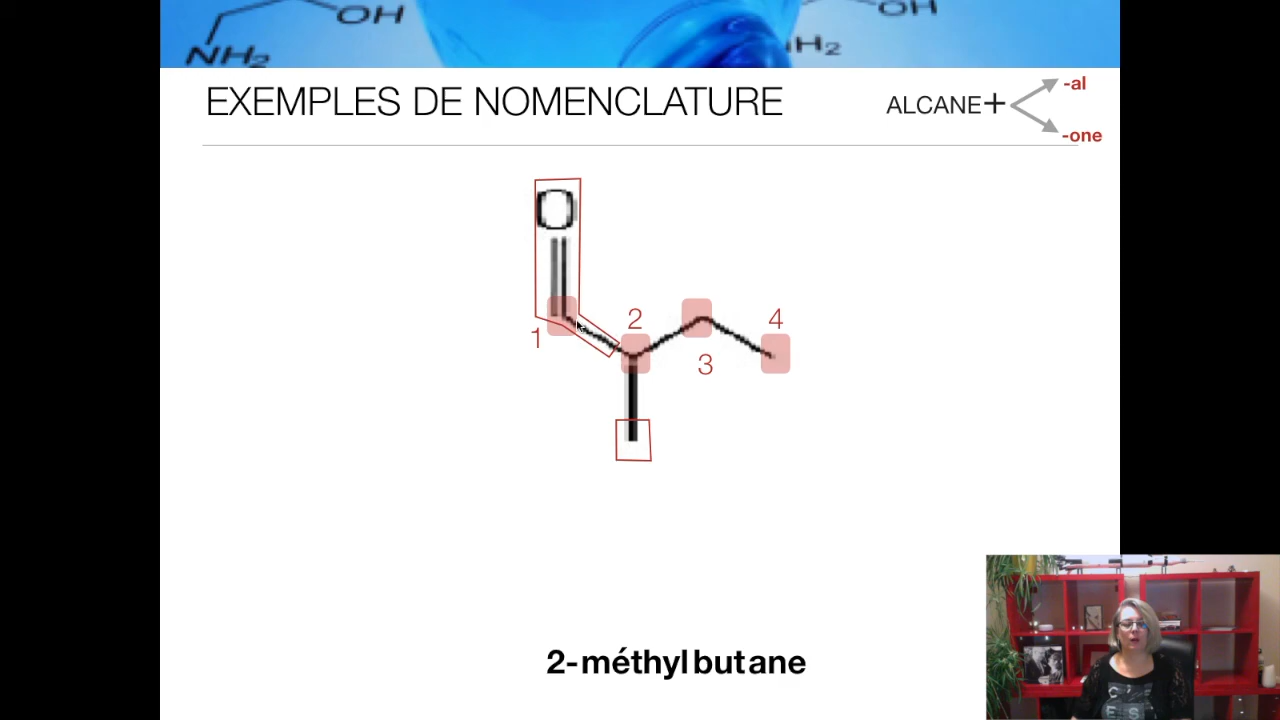 OH
NH₂
OH
H₂
EXEMPLES DE NOMENCLATURE
ALCANE+
-al
-one
O
1
2
3
4
2-méthylbutane